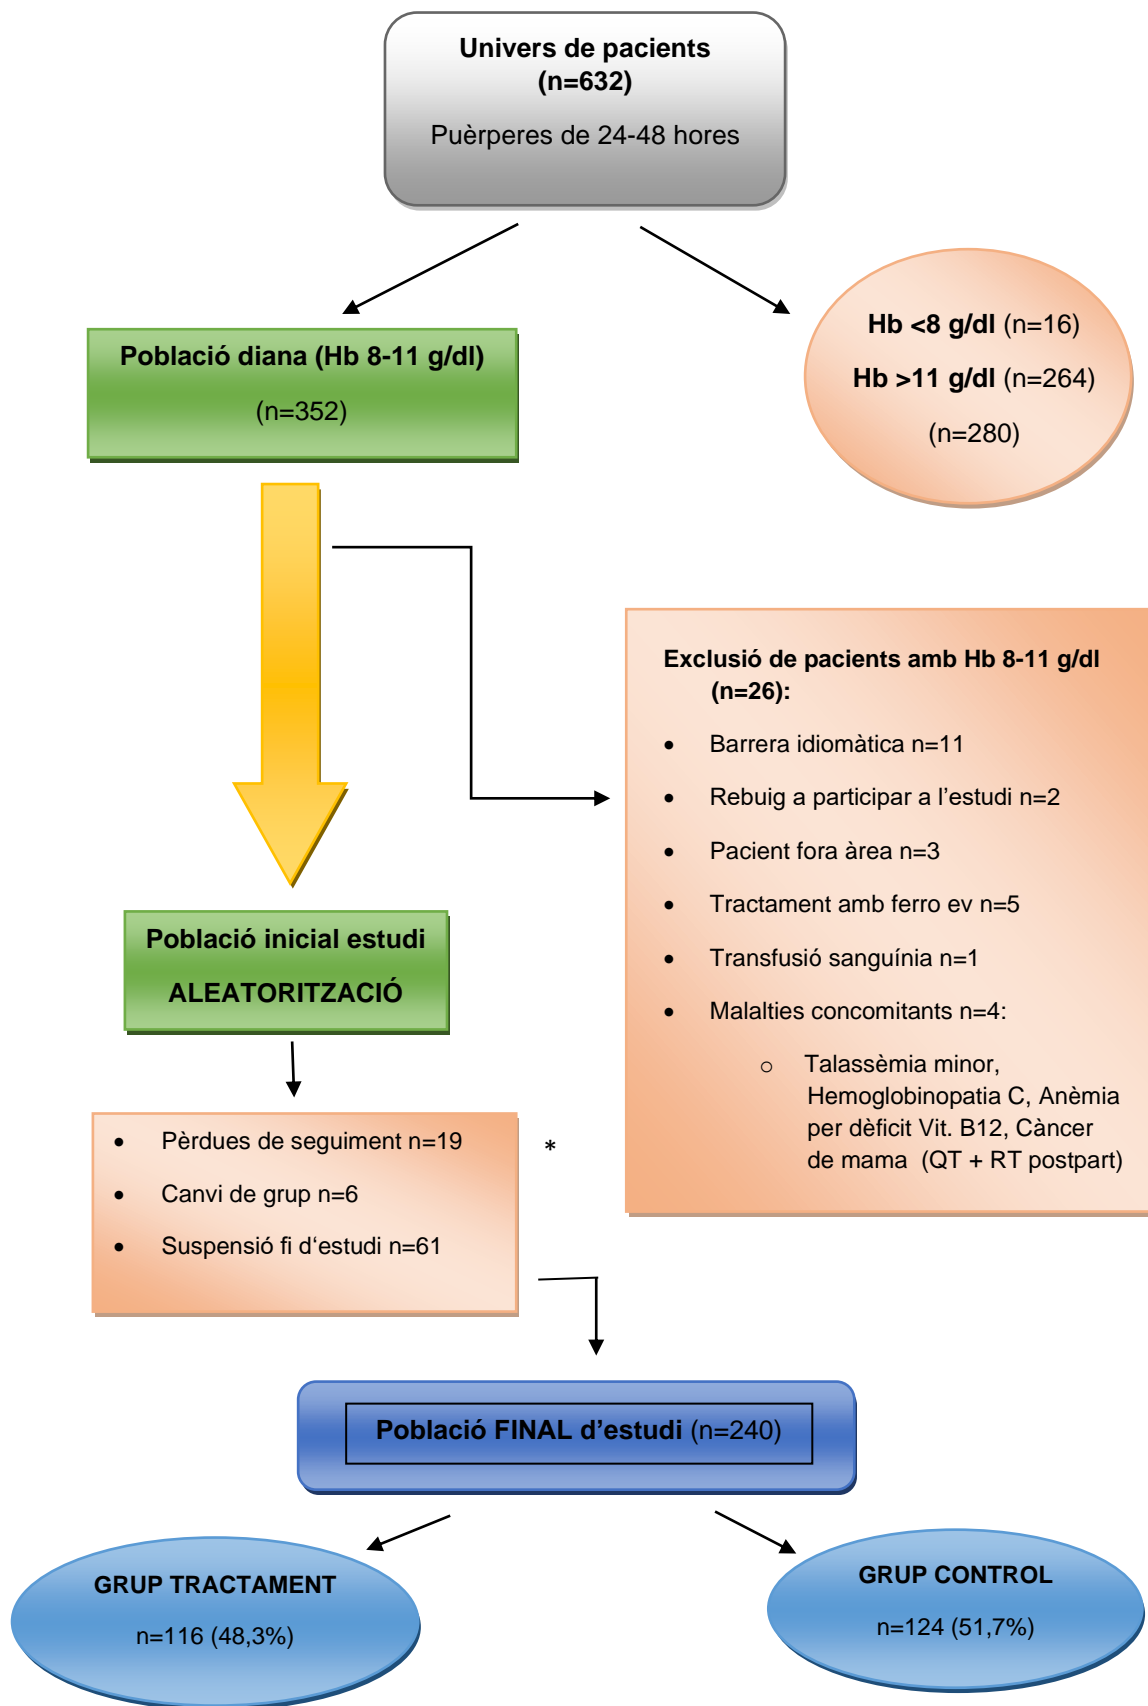 Univers de pacients
(n=632)
Puèrperes de 24-48 hores
Població diana (Hb 8-11 g/dl)
(n=352)
Hb <8 g/dl (n=16)
Hb >11 g/dl (n=264)
(n=280)
Exclusió de pacients amb Hb 8-11 g/dl
(n=26):
• Barrera idiomàtica n=11
• Rebuig a participar a l’estudi n=2
• Pacient fora àrea n=3
• Tractament amb ferro ev n=5
• Transfusió sanguínia n=1
• Malalties concomitants n=4:
o Talassèmia minor,
Hemoglobinopatia C, Anèmia
per dèficit Vit. B12, Càncer
de mama (QT + RT postpart)
Població inicial estudi
ALEATORITZACIÓ
• Pèrdues de seguiment n=19
• Canvi de grup n=6
• Suspensió fi d‘estudi n=61
*
Població FINAL d’estudi (n=240)
GRUP TRACTAMENT
n=116 (48,3%)
GRUP CONTROL
n=124 (51,7%)